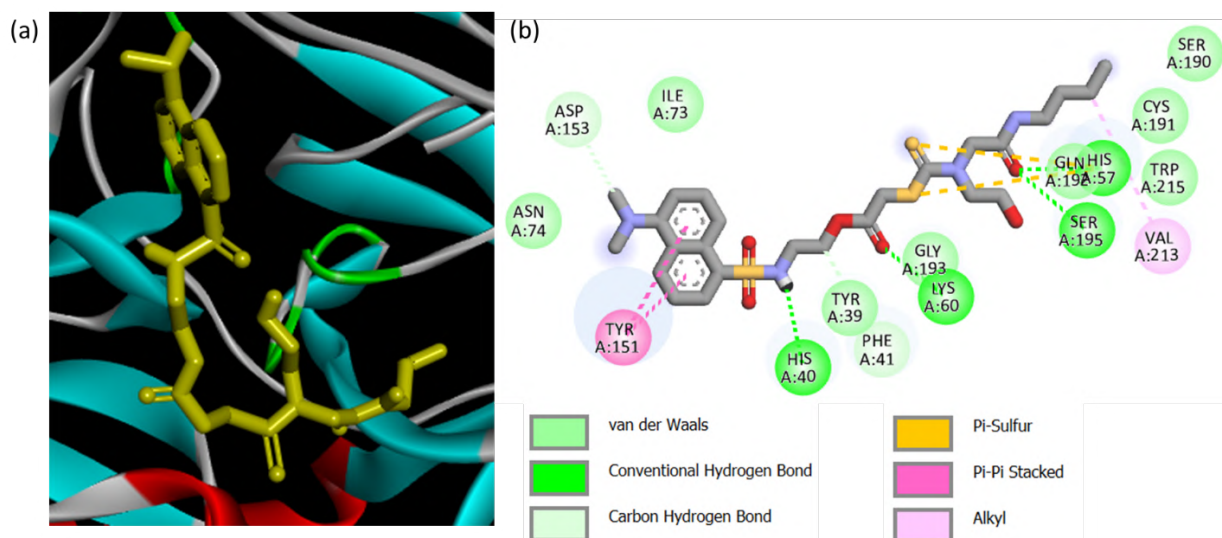 (a)
(b)
SER
A:190
ASP
A:153
ILE
A:73
CYS
A:191
GLN
A:192
HIS
A:57
TRP
A:215
ASN
A:74
SER
A:195
VAL
A:213
GLY
A:193
LYS
A:60
TYR
A:39
TYR
A:151
PHE
A:41
HIS
A:40
van der Waals
Conventional Hydrogen Bond
Carbon Hydrogen Bond
Pi-Sulfur
Pi-Pi Stacked
Alkyl